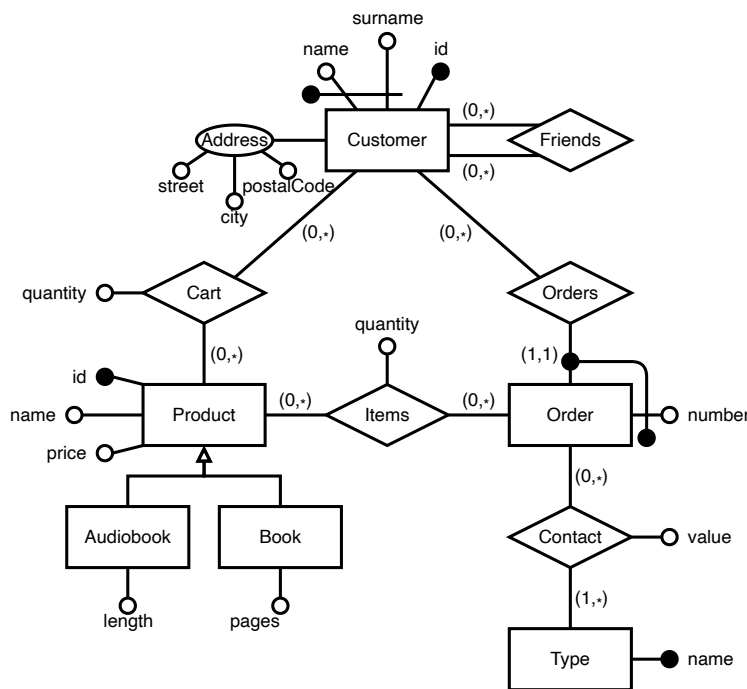 surname
name
id
(0,*)
Address
Customer
Friends
(0,*)
street
postalCode
city
(0,*)
(0,*)
quantity
Cart
Orders
quantity
(0,*)
(1,1)
id
(0,*)
(0,*)
name
Product
Items
Order
number
price
(0,*)
Audiobook
Book
Contact
value
(1,*)
length
pages
Type
name